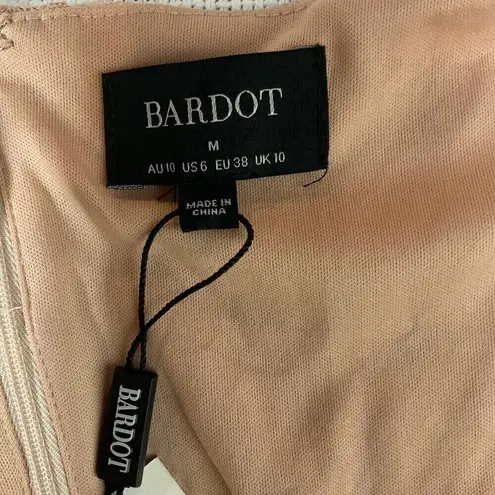 BARDOT
M
AU 10 US 6 EU 38 UK 10
MADE IN
CHINA
BARDOT